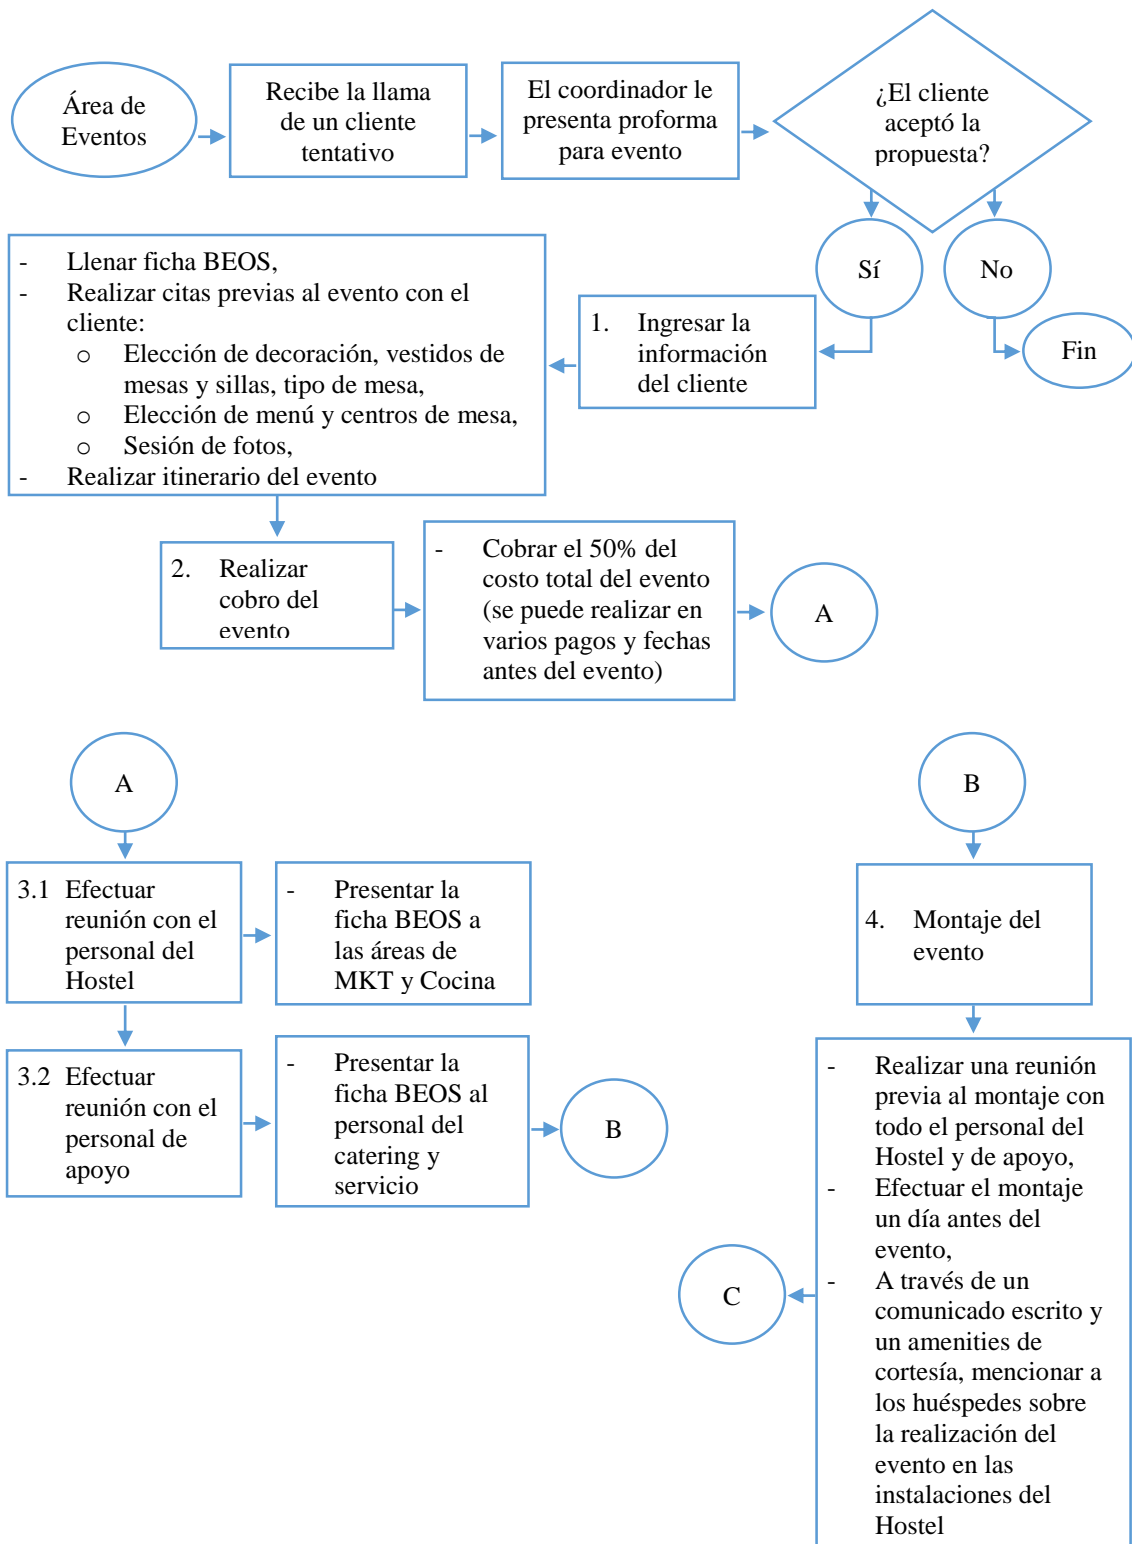 Área de
Eventos
Recibe la llama
de un cliente
tentativo
El coordinador le
presenta proforma
para evento
¿El cliente
aceptó la
propuesta?
Sí
No
Fin
1. Ingresar la
información
del cliente
- Llenar ficha BEOS,
- Realizar citas previas al evento con el
cliente:
o Elección de decoración, vestidos de
mesas y sillas, tipo de mesa,
o Elección de menú y centros de mesa,
o Sesión de fotos,
- Realizar itinerario del evento
2. Realizar
cobro del
evento
- Cobrar el 50% del
costo total del evento
(se puede realizar en
varios pagos y fechas
antes del evento)
A
A
3.1 Efectuar
reunión con el
personal del
Hostel
- Presentar la
ficha BEOS a
las áreas de
MKT y Cocina
3.2 Efectuar
reunión con el
personal de
apoyo
- Presentar la
ficha BEOS al
personal del
catering y
servicio
B
B
4. Montaje del
evento
- Realizar una reunión
previa al montaje con
todo el personal del
Hostel y de apoyo,
- Efectuar el montaje
un día antes del
evento,
- A través de un
comunicado escrito y
un amenities de
cortesía, mencionar a
los huéspedes sobre
la realización del
evento en las
instalaciones del
Hostel
C